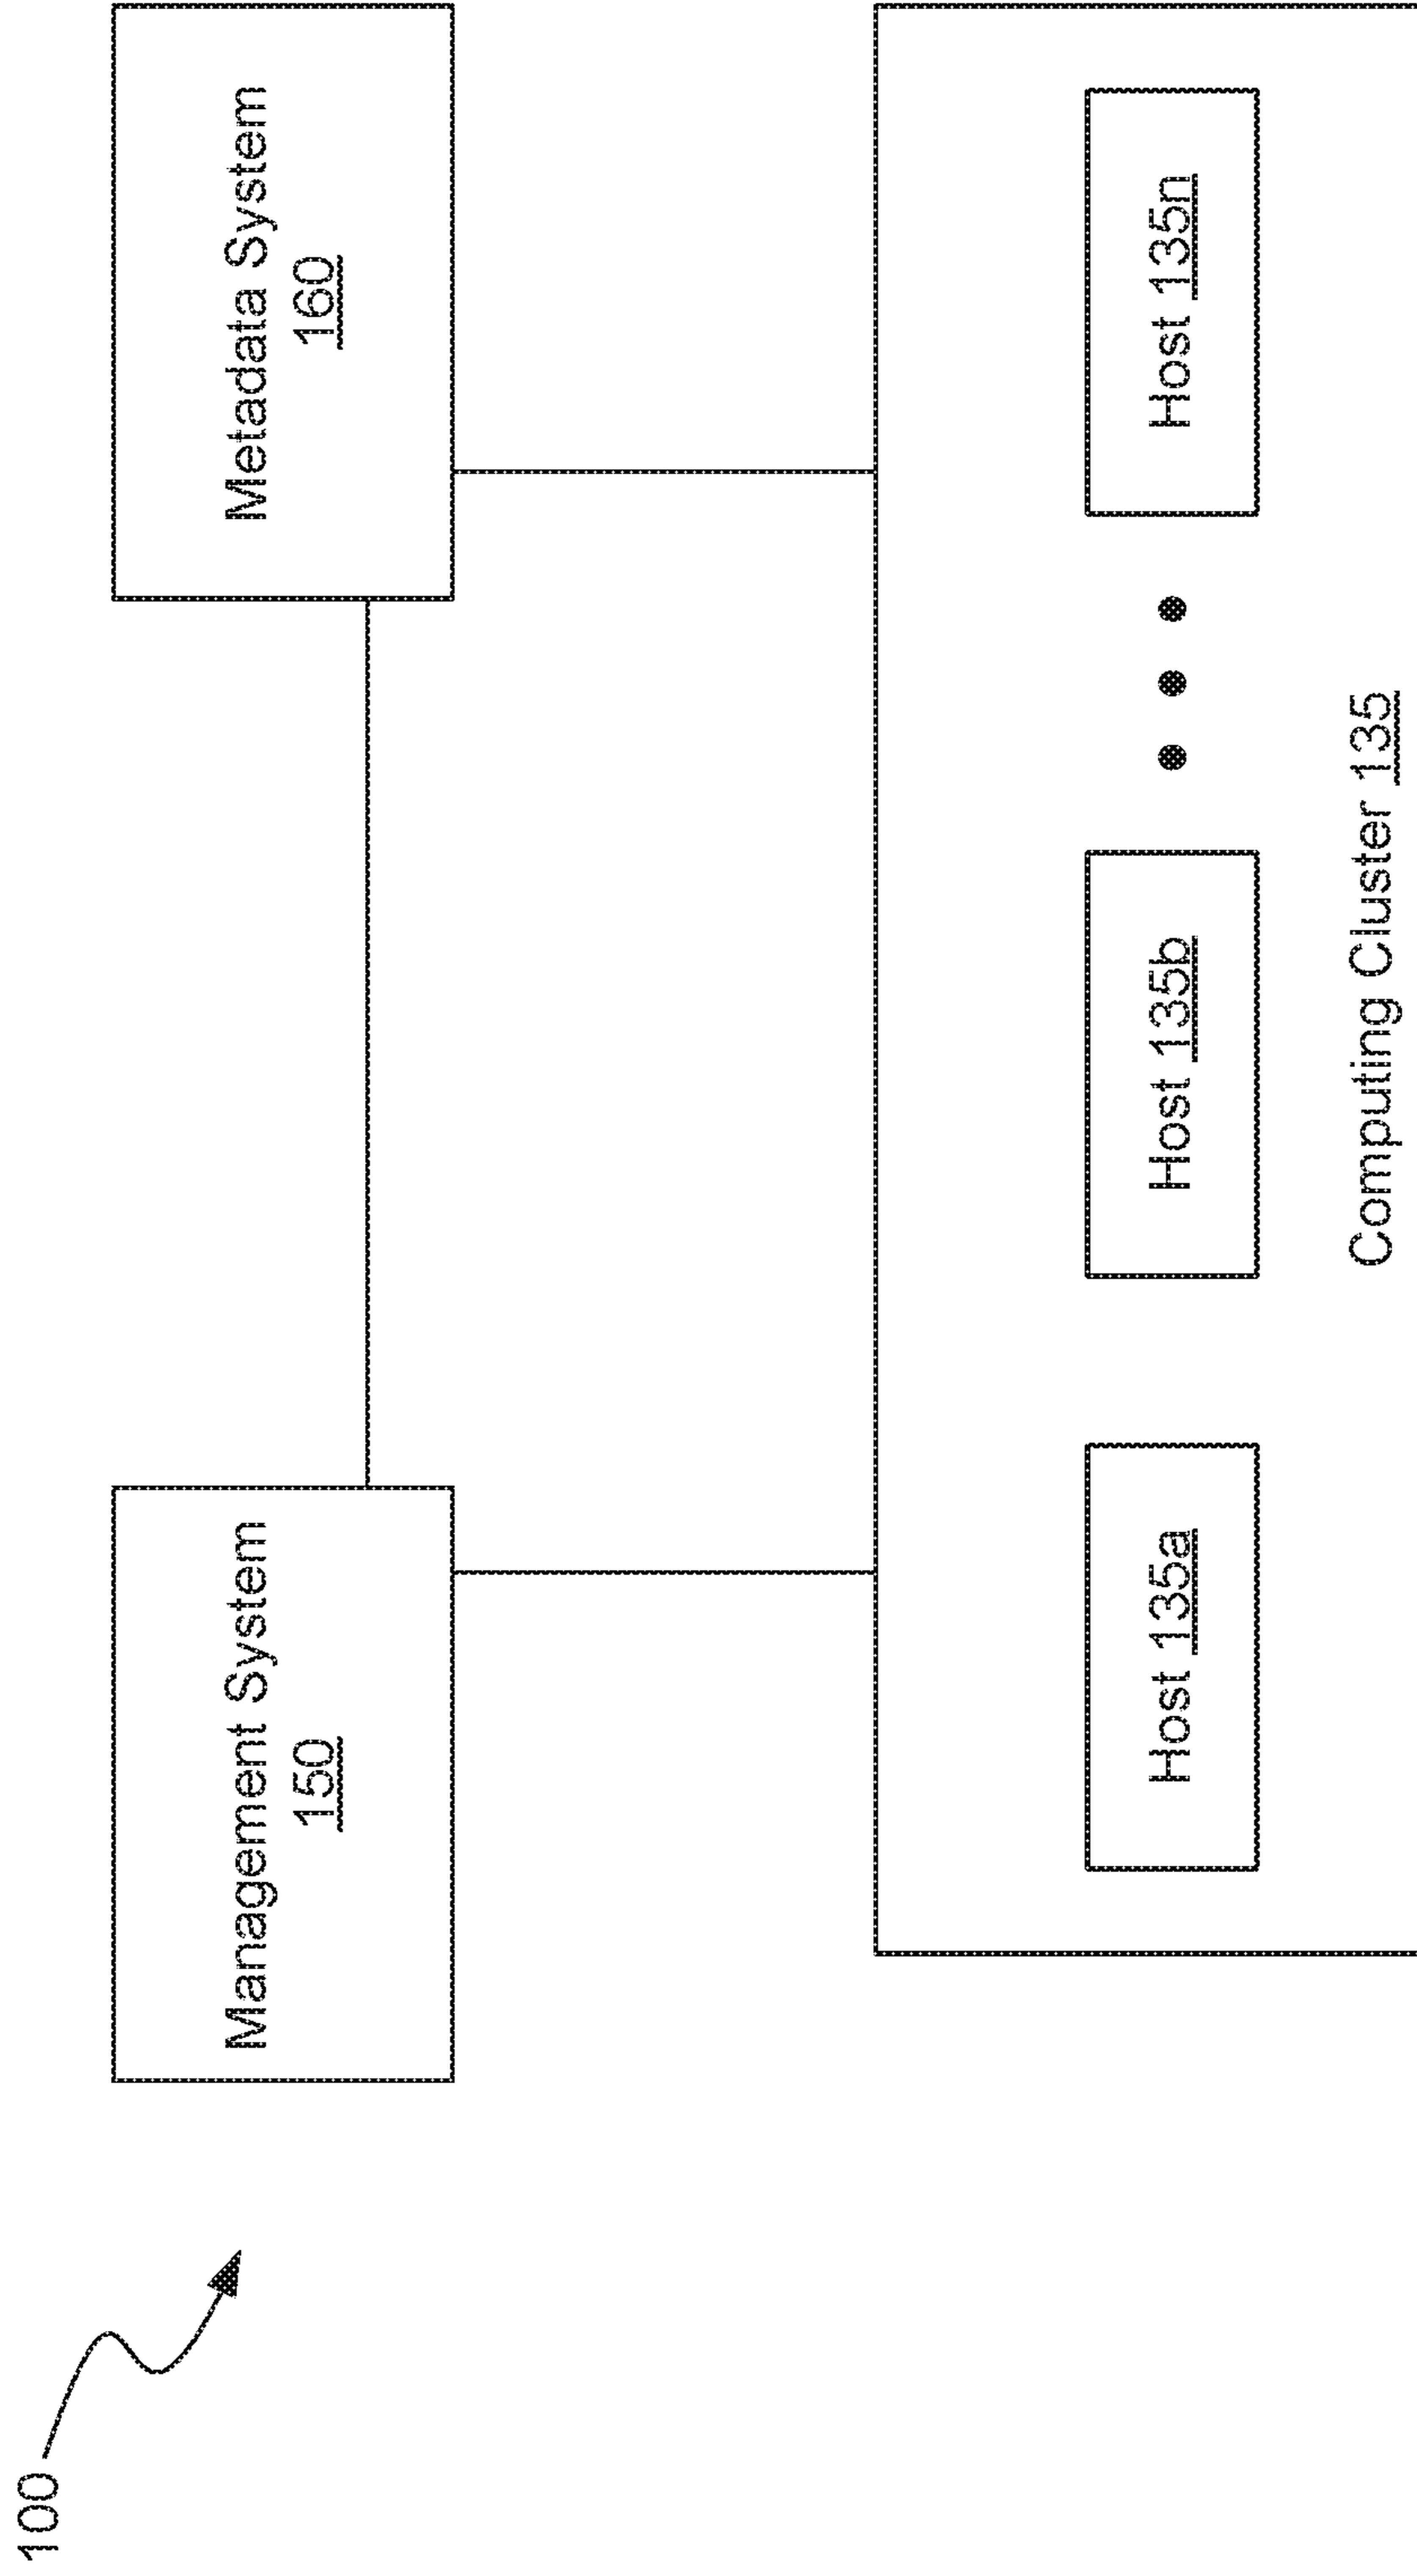 100
Management System
150
Metadata System
160
Host 135a
Host 135b
Host 135n
Computing Cluster 135